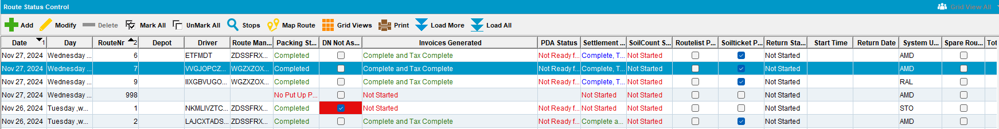 Route Status Control Grid View All
Add Modify Delete Mark All UnMark All Stops Map Route Grid Views Print Load More Load All
Date 1 Day RouteNr 2 Depot Driver Route Man... Packing St... DN Not As... Invoices Generated PDA Status Settlement ... SoilCount S... Routelist P... Soilticket P... Return Sta... Start Time Return Date System U... Spare Rou... Tot
Nov 27, 2024 Wednesday ... 6 ETFMDT ZDSSFRX... Completed Complete and Tax Complete Not Ready f... Complete, T... Not Started Not Started AMD
Nov 27, 2024 Wednesday ... 7 VVGJOPCZ... WGZXZOX... Completed Complete and Tax Complete Not Ready f... Complete, T... Not Started Not Started AMD
Nov 27, 2024 Wednesday ... 9 IIXGBVUGO... WGZXZOX... Completed Complete and Tax Complete Not Ready f... Complete, T... Not Started Not Started RAL
Nov 27, 2024 Wednesday ... 998 No Put Up P... Not Started Not Started Not Started Not Started AMD
Nov 26, 2024 Tuesday ,w... 1 NKMLIVZTC... ZDSSFRX... Completed Not Started Not Ready f... Not Started Not Started Not Started STO
Nov 26, 2024 Tuesday ,w... 2 LAJCXTADS... ZDSSFRX... Completed Complete and Tax Complete Not Ready f... Complete a... Not Started Not Started AMD